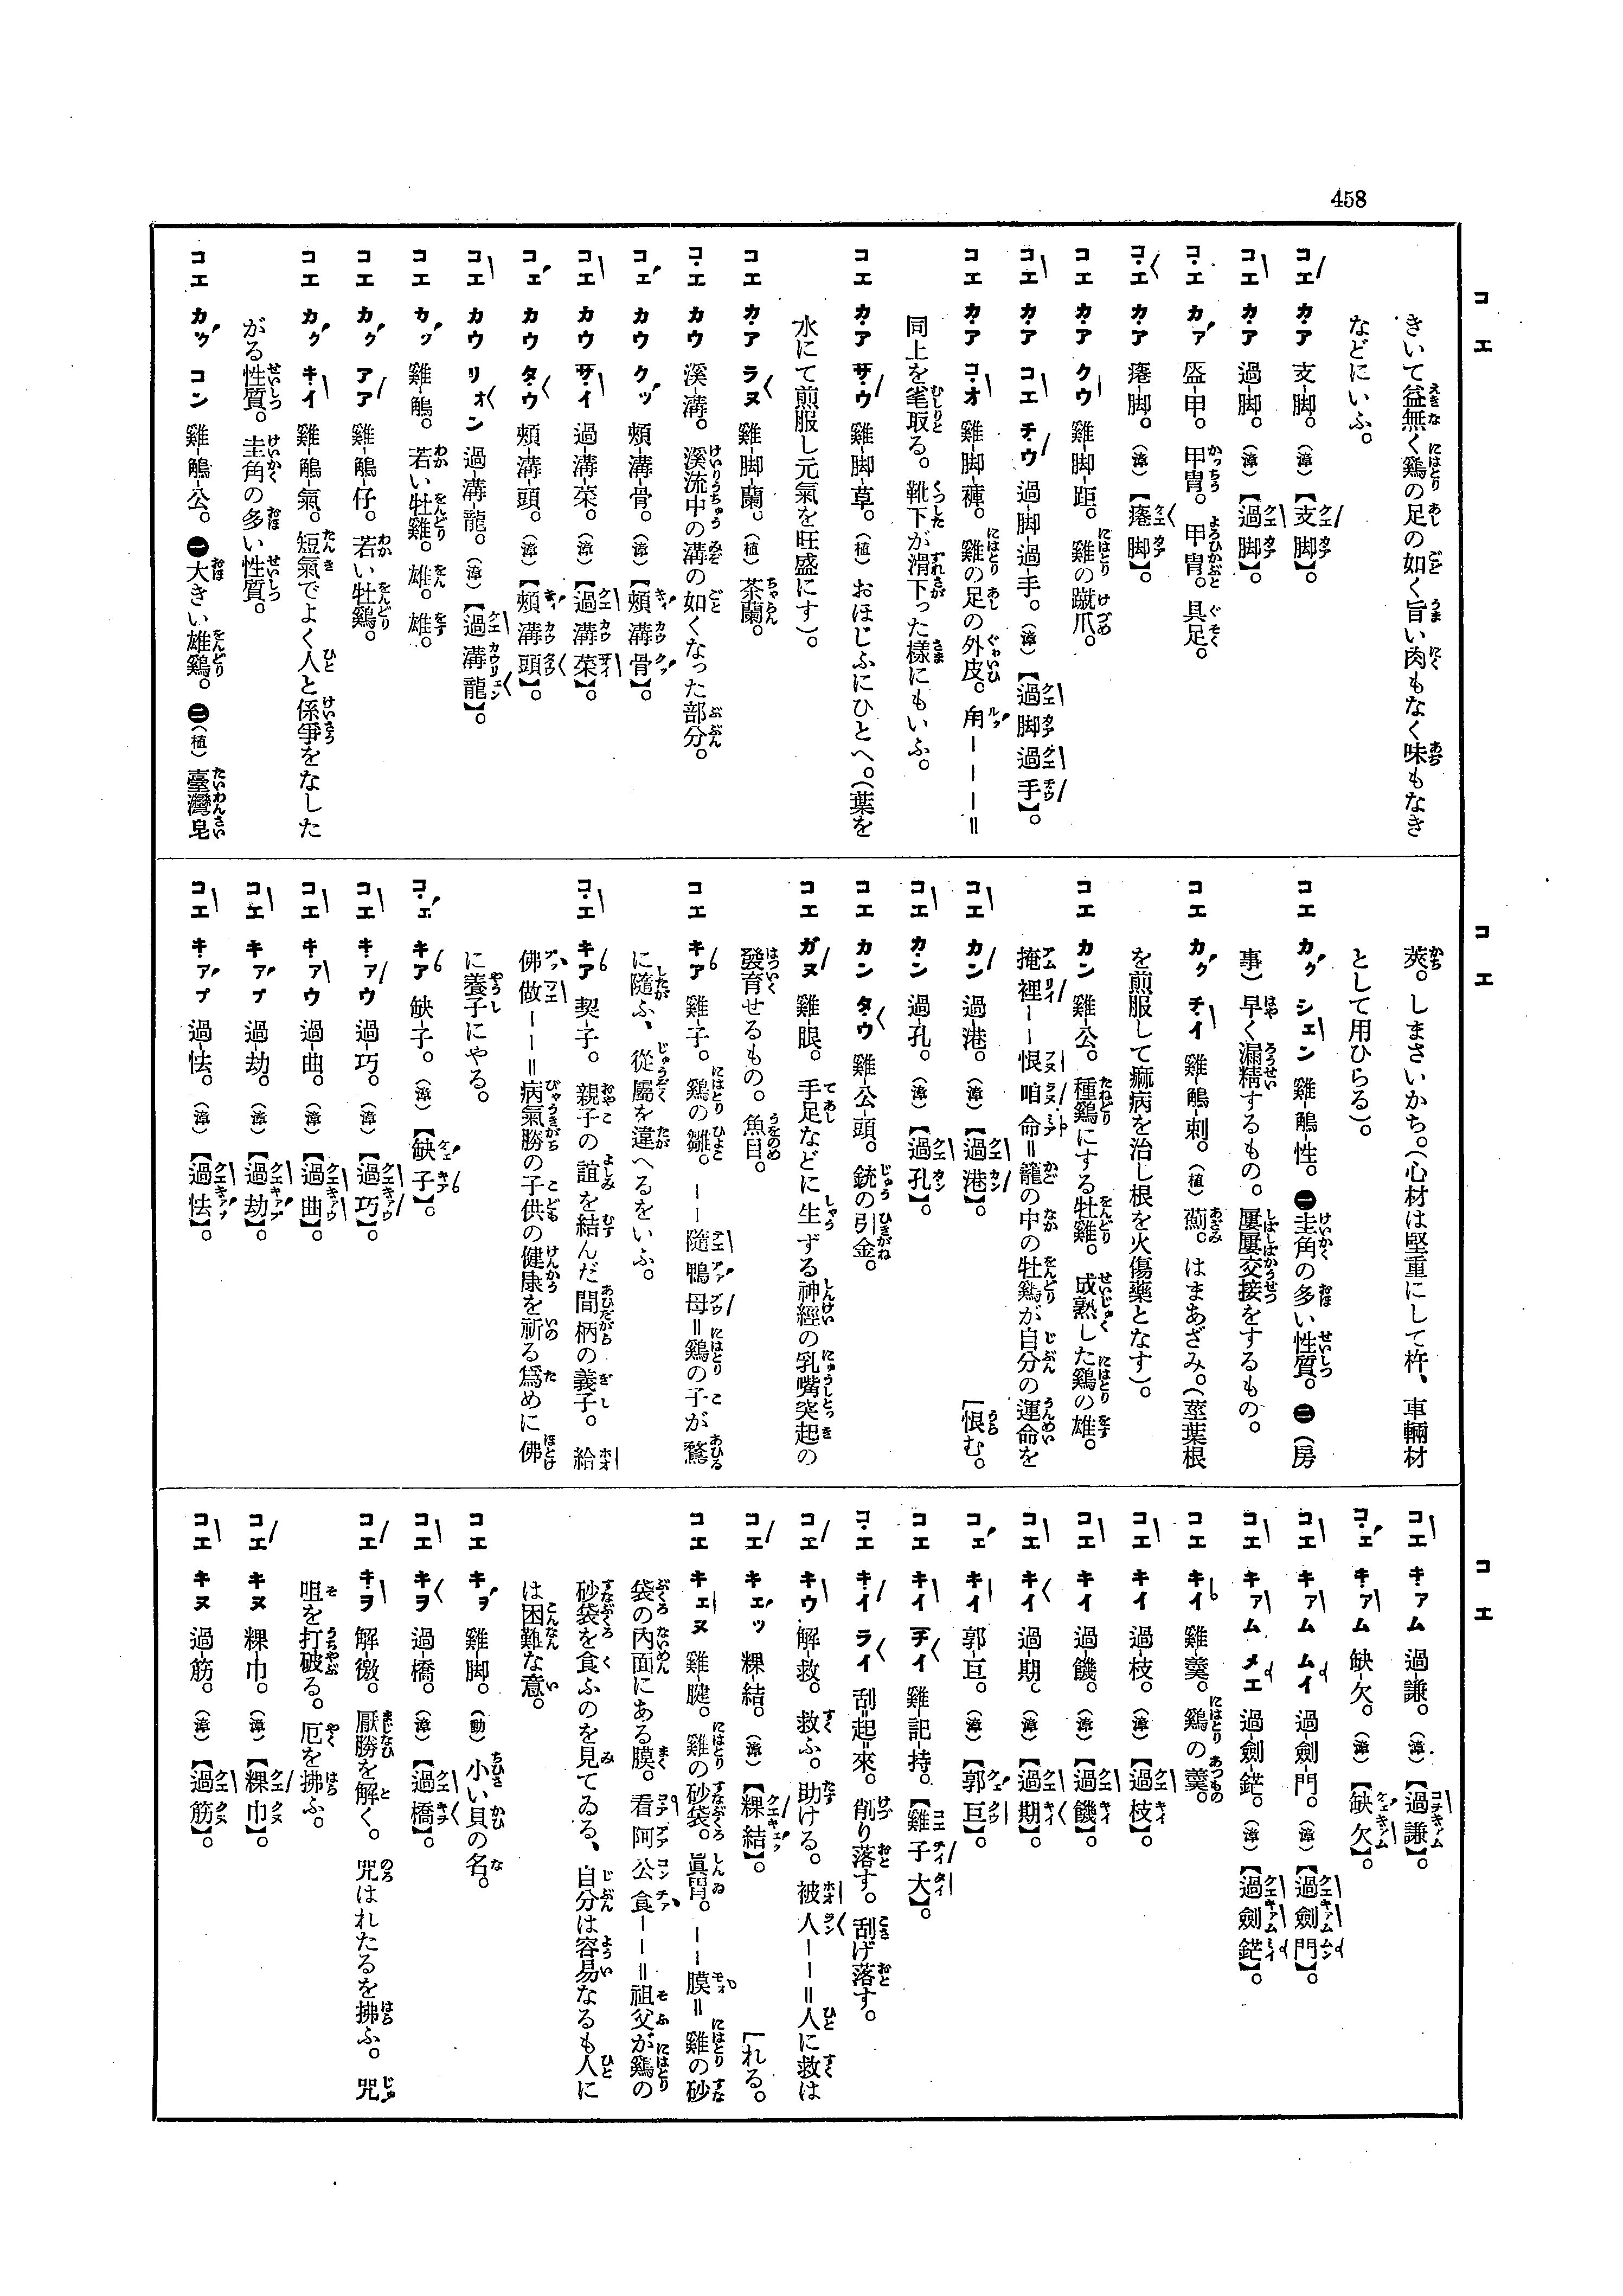 458
コエ
きいて益無く鷄の足の如く旨い肉もなく味もなき
などにいふ。
コエ カア 支-脚。(漳)【支脚】。
コエ カア 過-脚。(漳)【過脚】。
コエ カァ 盔-甲。甲冑。甲冑。具足。
コエ カア 瘸-脚。(漳)【瘸脚】。
コエ カア クウ 雞-脚-距。雞の蹴爪。
コエ カア コエ チウ 過-脚-過-手。(漳)【過脚過手】。
コエ カア コオ 雞-脚-褲。雞の足の外皮。角ーーー=
同上を毟取る。靴下が滑下った樣にもいふ。
コエ カア サウ 雞-脚-草。(植)おほじふにひとへ。(葉を
水にて煎服し元氣を旺盛にす)。
コエ カア ラヌ 雞-脚-蘭。(植)茶蘭。
コエ カウ 溪-溝。溪流中の溝の如くなった部分。
コエ カウ クッ 頰-溝-骨。(漳)【頰溝骨】。
コエ カウ サイ 過-溝-菜。(漳)【過溝菜】。
コエ カウ タウ 頰-溝-頭。(漳)【頰溝頭】。
コエ カウ リォン 過-溝-龍。(漳)【過溝龍】。
コエ カッ 雞-鵤。若い牡雞。雄。雄。
コエ カㇰ アア 雞-鵤-仔。若い牡鷄。
コエ カㇰ キイ 雞-鵤-氣。短氣でよく人と係爭をなした
がる性質。圭角の多い性質。
コエ カㇰ コン 雞-鵤-公。㊀大きい雄鷄。㊁(植)臺灣皂
コエ
莢。しまさいかち。(心材は堅重にして杵、車輛材
として用ひらる)。
コエ カㇰ シェン 雞-鵤-性。㊀圭角の多い性質。㊁(房
事)早く漏精するもの。屢屢交接をするもの。
コエ カㇰ チイ 雞-鵤-刺。(植)薊。はまあざみ。(莖葉根
を煎服して痲病を治し根を火傷藥となす)。
コエ カン 雞-公。種鷄にする牡雞。成熟した鷄の雄。
掩裡ーー恨咱命=籠の中の牡鷄が自分の運命を
コエ カン 過-港。(漳)【過港】。[恨む。
コエ カン 過-孔。(漳)【過孔】。
コエ カン タウ 雞-公-頭。銃の引金。
コエ ガヌ 雞-眼。手足などに生ずる神經の乳嘴突起の
發育せるもの。魚目。
コエ キア 雞-子。鷄の雛。ーー隨鴨母=鷄の子が鶩
に隨ふ、從屬を違へるをいふ。
コエ キア 契-子。親子の誼を結んだ間柄の義子。給
佛做ーー=病氣勝の子供の健康を祈る爲めに佛
に養子にやる。
コエ キア 缺-子。(漳)【缺子】。
コエ キァウ 過-巧。(漳)【過巧】。
コエ キァウ 過-曲。(漳)【過曲】。
コエ キァㇷ゚ 過-劫。(漳)【過劫】。
コエ キァㇷ゚ 過-怯。(漳)【過怯】。
コエ
コエ キァム 過-謙。(漳)【過謙】。
コエ キァム 缺-欠。(漳)【缺欠】。
コエ キァム ムイ 過-劍-門。(漳)【過劍門】。
コエ キァム メエ 過-劍-鋩。(漳)【過劍鋩】。
コエ キイ 雞-羹。鷄の羹。
コエ キイ 過-枝。(漳)【過枝】。
コエ キイ 過-饑。(漳)【過饑】。
コエ キイ 過-期。(漳)【過期】。
コエ キイ 郭-巨。(漳)【郭巨】。
コエ キイ チイ 雞-記-持。【雞子大】。
コエ キイ ライ 刮=起=來。削り落す。刮げ落す。
コエ キウ 解-救。救ふ。助ける。被人ーー=人に救は
コエ キェッ 粿-結。(漳)【粿結】。[れる。
コエ キェヌ 雞-腱。雞の砂袋。眞胃。ーー膜=雞の砂
袋の內面にある膜。看阿公食ーー=祖父が鷄の
砂袋を食ふのを見てゐる、自分は容易なるも人に
は困難な意。
コエ キォ 雞-脚。(動)小い貝の名。
コエ キヲ 過-橋。(漳)【過橋】。
コエ キヲ 解-徼。厭勝を解く。咒はれたるを拂ふ。咒
咀を打破る。厄を拂ふ。
コエ キヌ 粿-巾。(漳)【粿巾】。
コエ キヌ 過-筋。(漳)【過筋】。